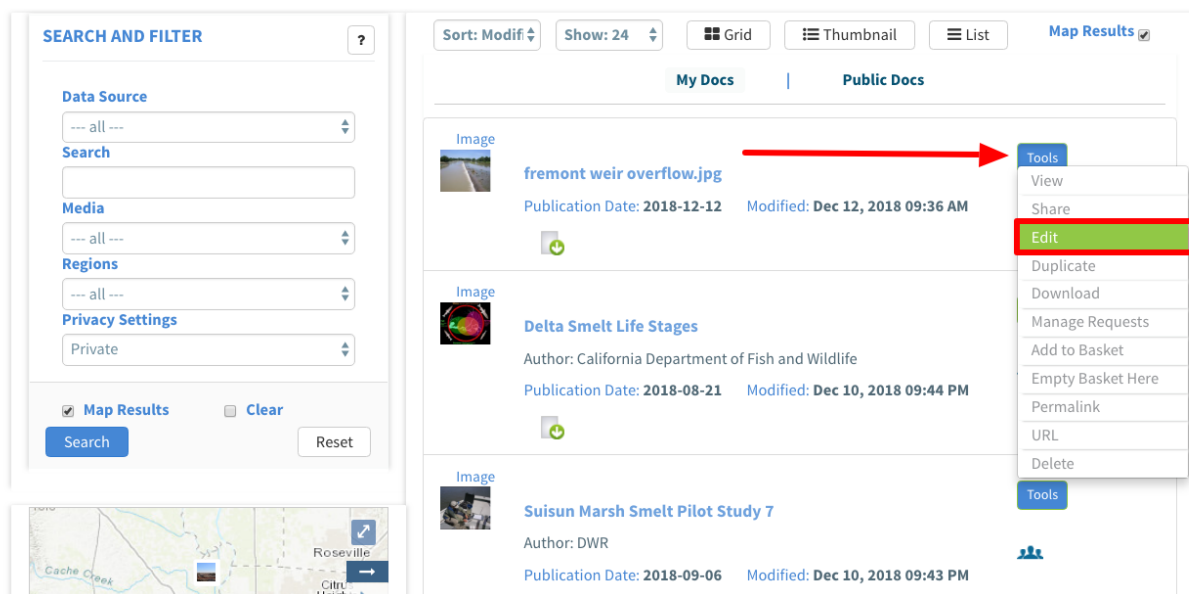 SEARCH AND FILTER
?
Data Source
--- all ---
Search
Media
--- all ---
Regions
--- all ---
Privacy Settings
Private
Map Results
Clear
Search
Reset
Roseville
Cache Creek
Citrus
Sort: Modifi
Show: 24
Grid
Thumbnail
List
Map Results
My Docs | Public Docs
Image
fremont weir overflow.jpg
Publication Date: 2018-12-12 Modified: Dec 12, 2018 09:36 AM
Tools
View
Share
Edit
Duplicate
Download
Manage Requests
Add to Basket
Empty Basket Here
Permalink
URL
Delete
Image
Delta Smelt Life Stages
Author: California Department of Fish and Wildlife
Publication Date: 2018-08-21 Modified: Dec 10, 2018 09:44 PM
Image
Suisun Marsh Smelt Pilot Study 7
Author: DWR
Publication Date: 2018-09-06 Modified: Dec 10, 2018 09:43 PM
Tools